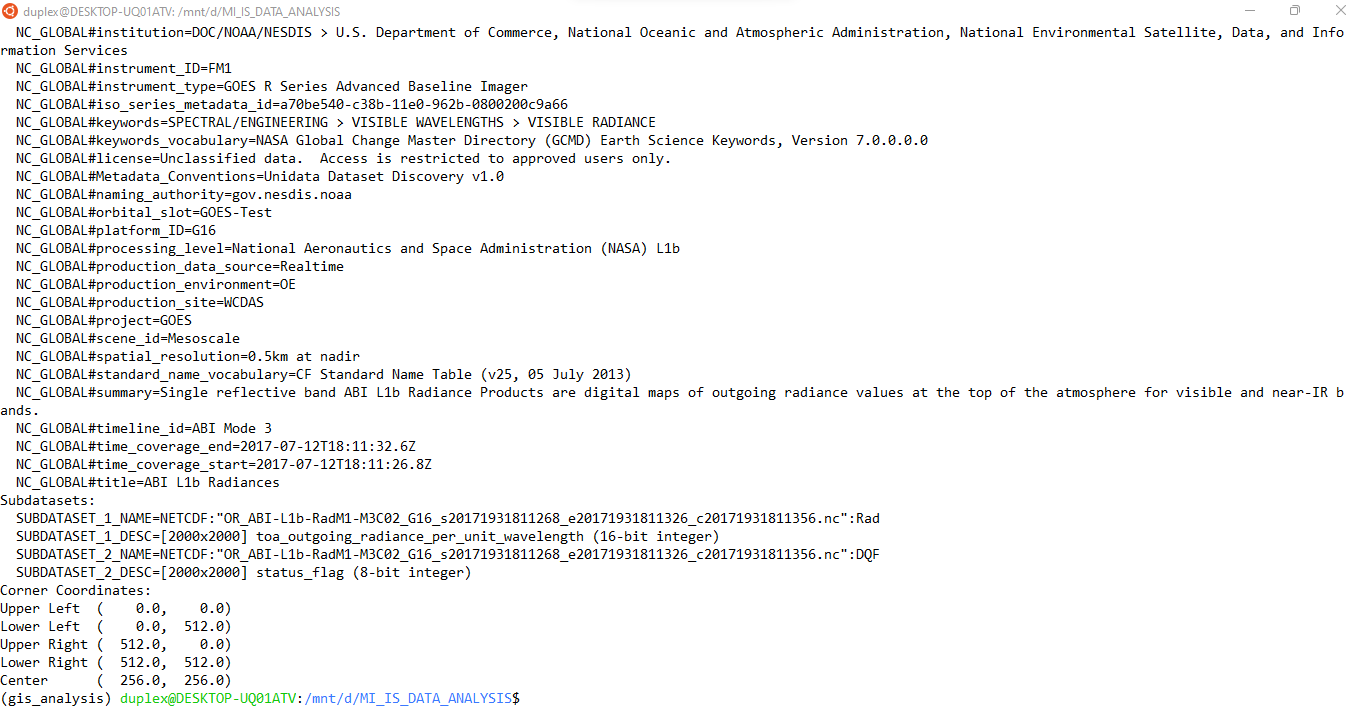 duplex@DESKTOP-UQ01ATV: /mnt/d/MI_IS_DATA_ANALYSIS
NC_GLOBAL#institution=DOC/NOAA/NESDIS > U.S. Department of Commerce, National Oceanic and Atmospheric Administration, National Environmental Satellite, Data, and Info
rmation Services
NC_GLOBAL#instrument_ID=FM1
NC_GLOBAL#instrument_type=GOES R Series Advanced Baseline Imager
NC_GLOBAL#iso_series_metadata_id=a70be540-c38b-11e0-962b-0800200c9a66
NC_GLOBAL#keywords=SPECTRAL/ENGINEERING > VISIBLE WAVELENGTHS > VISIBLE RADIANCE
NC_GLOBAL#keywords_vocabulary=NASA Global Change Master Directory (GCMD) Earth Science Keywords, Version 7.0.0.0.0
NC_GLOBAL#license=Unclassified data.  Access is restricted to approved users only.
NC_GLOBAL#Metadata_Conventions=Unidata Dataset Discovery v1.0
NC_GLOBAL#naming_authority=gov.nesdis.noaa
NC_GLOBAL#orbital_slot=GOES-Test
NC_GLOBAL#platform_ID=G16
NC_GLOBAL#processing_level=National Aeronautics and Space Administration (NASA) L1b
NC_GLOBAL#production_data_source=Realtime
NC_GLOBAL#production_environment=OE
NC_GLOBAL#production_site=WCDAS
NC_GLOBAL#project=GOES
NC_GLOBAL#scene_id=Mesoscale
NC_GLOBAL#spatial_resolution=0.5km at nadir
NC_GLOBAL#standard_name_vocabulary=CF Standard Name Table (v25, 05 July 2013)
NC_GLOBAL#summary=Single reflective band ABI L1b Radiance Products are digital maps of outgoing radiance values at the top of the atmosphere for visible and near-IR b
ands.
NC_GLOBAL#timeline_id=ABI Mode 3
NC_GLOBAL#time_coverage_end=2017-07-12T18:11:32.6Z
NC_GLOBAL#time_coverage_start=2017-07-12T18:11:26.8Z
NC_GLOBAL#title=ABI L1b Radiances
Subdatasets:
SUBDATASET_1_NAME=NETCDF:"OR_ABI-L1b-RadM1-M3C02_G16_s20171931811268_e20171931811326_c20171931811356.nc":Rad
SUBDATASET_1_DESC=[2000x2000] toa_outgoing_radiance_per_unit_wavelength (16-bit integer)
SUBDATASET_2_NAME=NETCDF:"OR_ABI-L1b-RadM1-M3C02_G16_s20171931811268_e20171931811326_c20171931811356.nc":DQF
SUBDATASET_2_DESC=[2000x2000] status_flag (8-bit integer)
Corner Coordinates:
Upper Left  (    0.0,    0.0)
Lower Left  (    0.0,  512.0)
Upper Right (  512.0,    0.0)
Lower Right (  512.0,  512.0)
Center      (  256.0,  256.0)
(gis_analysis) duplex@DESKTOP-UQ01ATV:/mnt/d/MI_IS_DATA_ANALYSIS$